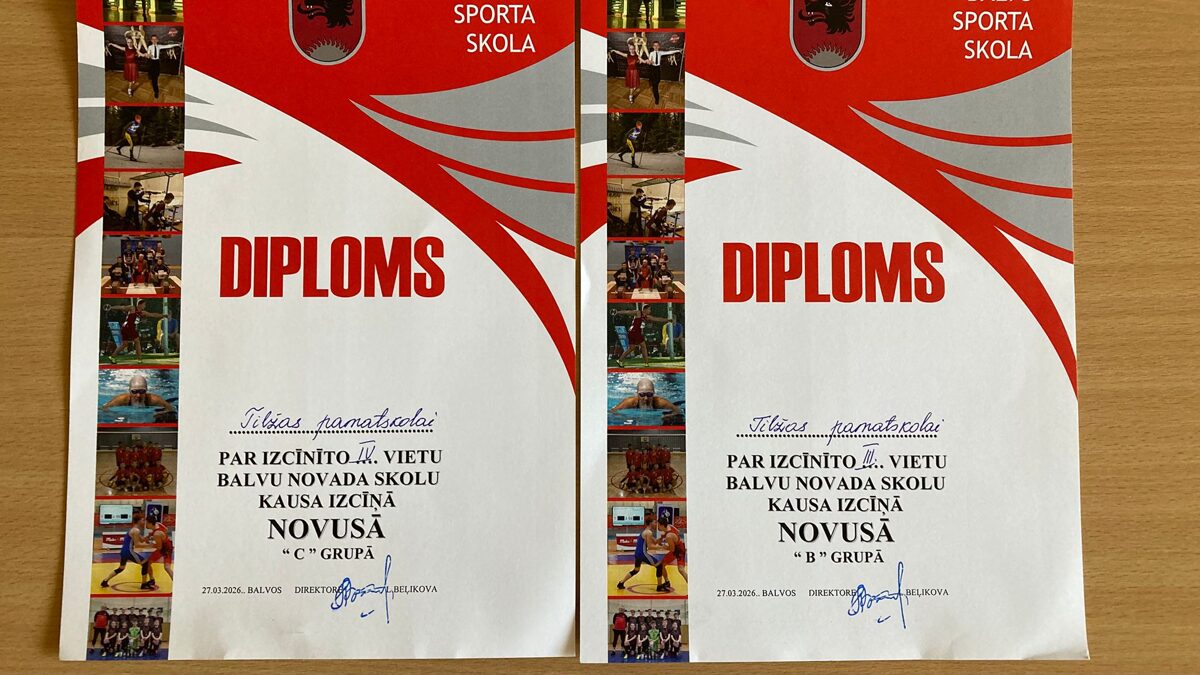 SPORTA
SKOLA
DIPLOMS
Tilžas pamatskolai
PAR IZCĪNĪTO IV VIETU
BALVU NOVADA SKOLU
KAUSA IZCĪŅĀ
NOVUSĀ
“ C ” GRUPĀ
27.03.2026.. BALVOS DIREKTORE L.BEĻIKOVA
SPORTA
SKOLA
DIPLOMS
Tilžas pamatskolai
PAR IZCĪNĪTO III. VIETU
BALVU NOVADA SKOLU
KAUSA IZCĪŅĀ
NOVUSĀ
“ B ” GRUPĀ
27.03.2026.. BALVOS DIREKTORE L.BEĻIKOVA